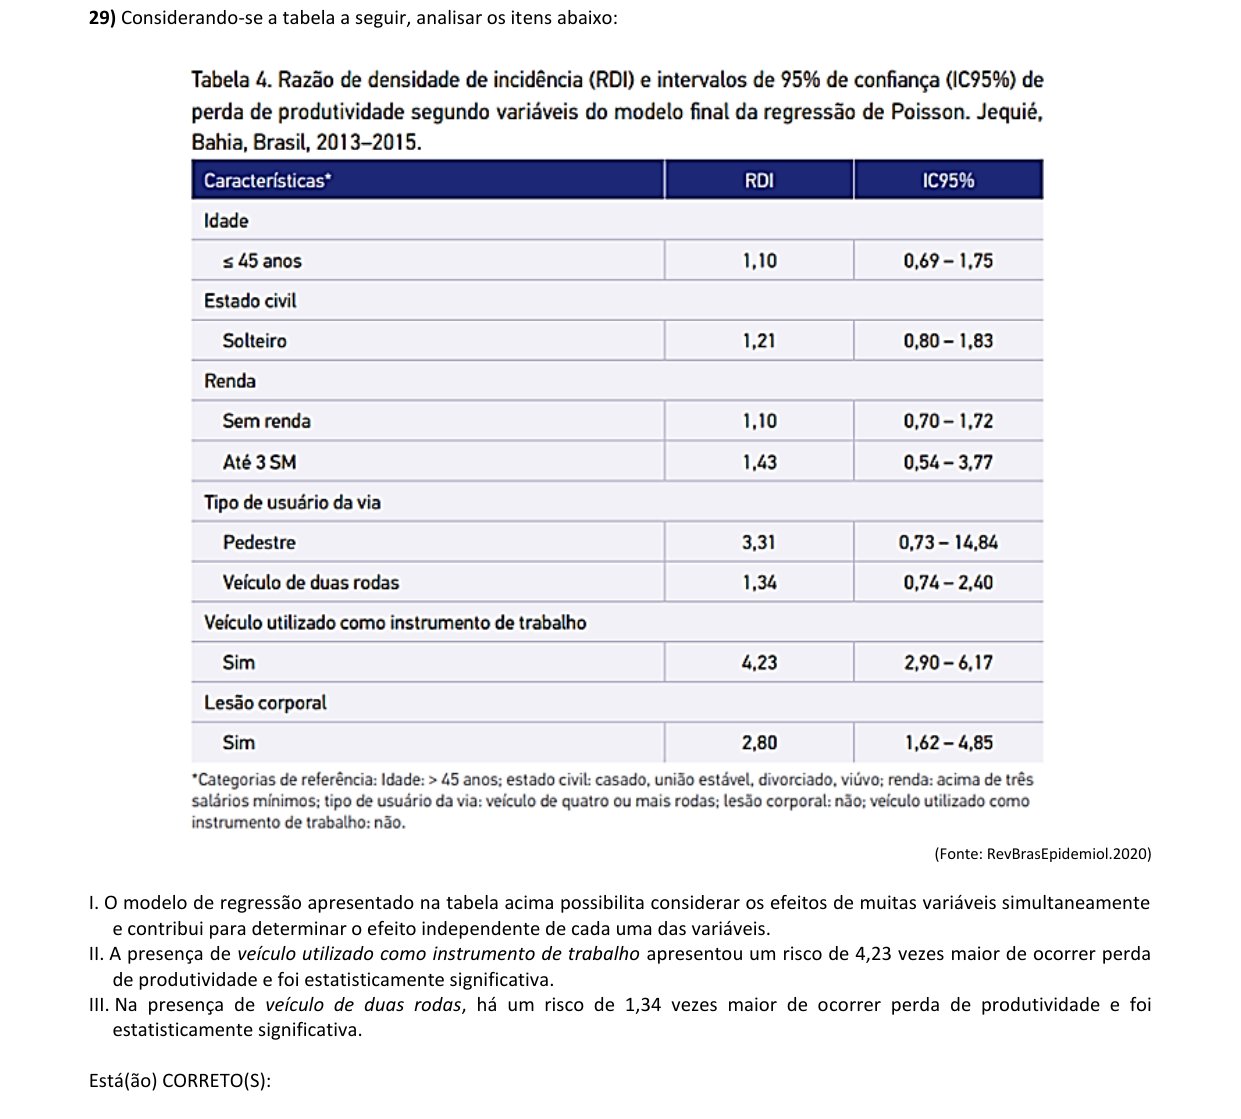 29) Considerando-se a tabela a seguir, analisar os itens abaixo:
Tabela 4. Razão de densidade de incidência (RDI) e intervalos de 95% de confiança (IC95%) de
perda de produtividade segundo variáveis do modelo final da regressão de Poisson. Jequié,
Bahia, Brasil, 2013–2015.
Características* RDI IC95%
Idade
≤ 45 anos 1,10 0,69 – 1,75
Estado civil
Solteiro 1,21 0,80 – 1,83
Renda
Sem renda 1,10 0,70 – 1,72
Até 3 SM 1,43 0,54 – 3,77
Tipo de usuário da via
Pedestre 3,31 0,73 – 14,84
Veículo de duas rodas 1,34 0,74 – 2,40
Veículo utilizado como instrumento de trabalho
Sim 4,23 2,90 – 6,17
Lesão corporal
Sim 2,80 1,62 – 4,85
*Categorias de referência: Idade: > 45 anos; estado civil: casado, união estável, divorciado, viúvo; renda: acima de três
salários mínimos; tipo de usuário da via: veículo de quatro ou mais rodas; lesão corporal: não; veículo utilizado como
instrumento de trabalho: não.
(Fonte: RevBrasEpidemiol.2020)
I. O modelo de regressão apresentado na tabela acima possibilita considerar os efeitos de muitas variáveis simultaneamente
e contribui para determinar o efeito independente de cada uma das variáveis.
II. A presença de veículo utilizado como instrumento de trabalho apresentou um risco de 4,23 vezes maior de ocorrer perda
de produtividade e foi estatisticamente significativa.
III. Na presença de veículo de duas rodas, há um risco de 1,34 vezes maior de ocorrer perda de produtividade e foi
estatisticamente significativa.
Está(ão) CORRETO(S):